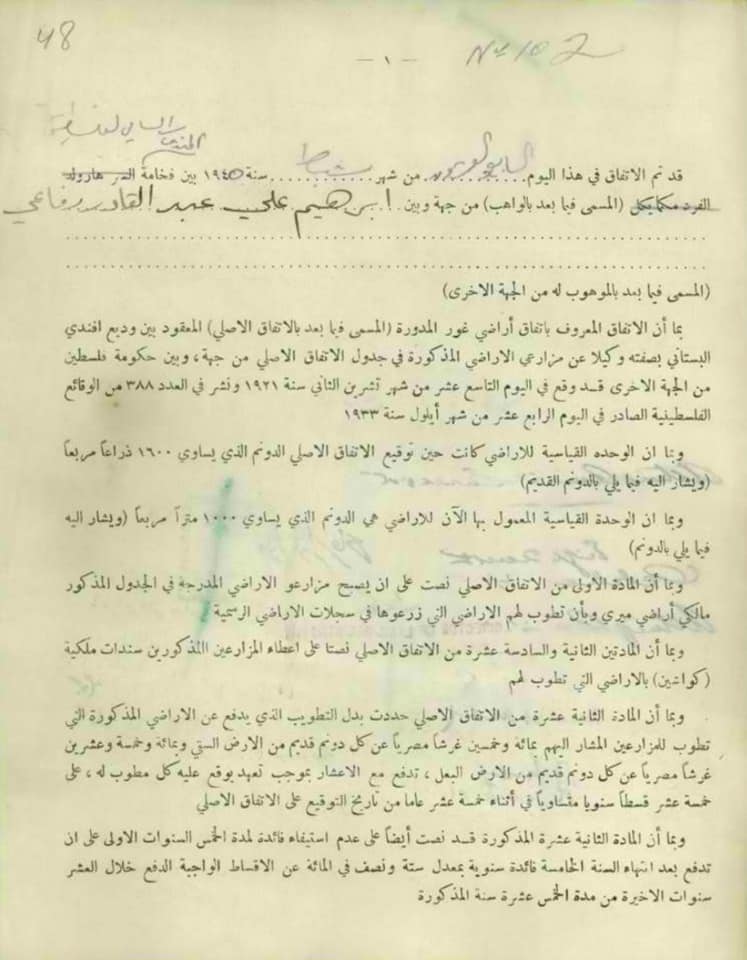 48
No 102
— ١ —
المندوب السامي لفلسطين
قد تم الاتفاق في هذا اليوم السابع والعشرون من شهر شباط سنة ١٩٤٥ بين فخامة السر هارولد
الفرد مكمايكل (المسمى فيما بعد بالواهب) من جهة وبين ابرهيم علي عبد القادر رفاعي
(المسمى فيما بعد بالموهوب له من الجهة الاخرى)
بما أن الاتفاق المعروف باتفاق أراضي غور المدورة (المسمى فيما بعد بالاتفاق الاصلي) المعقود بين وديع افندي
البستاني بصفته وكيلا عن مزارعي الاراضي المذكورة في جدول الاتفاق الاصلي من جهة، وبين حكومة فلسطين
من الجهة الاخرى قد وقع في اليوم التاسع عشر من شهر تشرين الثاني سنة ١٩٢١ ونشر في العدد ٣٨٨ من الوقائع
الفلسطينية الصادر في اليوم الرابع عشر من شهر أيلول سنة ١٩٣٣
وبما ان الوحده القياسية للاراضي كانت حين توقيع الاتفاق الاصلي الدونم الذي يساوي ١٦٠٠ ذراعاً مربعاً
(ويشار اليه فيما يلي بالدونم القديم)
وبما ان الوحدة القياسية المعمول بها الآن للاراضي هي الدونم الذي يساوي ١٠٠٠ متراً مربعاً (ويشار اليه
فيما يلي بالدونم)
وبما أن المادة الاولى من الاتفاق الاصلي نصت على ان يصبح مزارعو الاراضي المدرجة في الجدول المذكور
مالكي أراضي ميري وبأن تطوب لهم الاراضي التي زرعوها في سجلات الاراضي الرسمية
وبما أن المادتين الثانية والسادسة عشرة من الاتفاق الاصلي نصتا على اعطاء المزارعين المذكورين سندات ملكية
(كواشين) بالاراضي التي تطوب لهم
وبما أن المادة الثانية عشرة من الاتفاق الاصلي حددت بدل التطويب الذي يدفع عن الاراضي المذكورة التي
تطوب للمزارعين المشار اليهم بمائة وخمسين غرشاً مصرياً عن كل دونم قديم من الارض السقي وبمائة وخمسة وعشرين
غرشاً مصرياً عن كل دونم قديم من الارض البعل، تدفع مع الاعشار بموجب تعهد يوقع عليه كل مطوب له، على
خمسة عشر قسطاً سنويا متساوياً في أثناء خمسة عشر عاما من تاريخ التوقيع على الاتفاق الاصلي
وبما أن المادة الثانية عشرة المذكورة قد نصت أيضاً على عدم استيفاء فائدة لمدة الخمس السنوات الاولى على ان
تدفع بعد انتهاء السنة الخامسة فائدة سنوية بمعدل ستة ونصف في المائة عن الاقساط الواجبة الدفع خلال العشر
سنوات الاخيرة من مدة الخمس عشرة سنة المذكورة